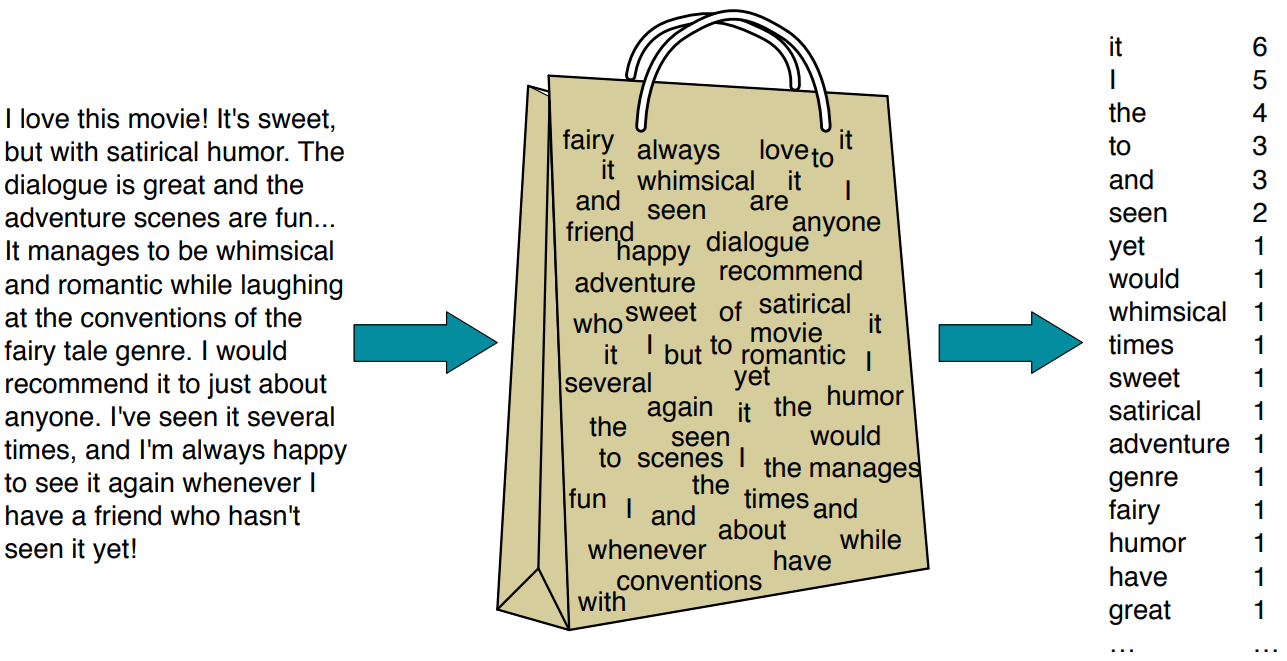 I love this movie! It's sweet,
but with satirical humor. The
dialogue is great and the
adventure scenes are fun...
It manages to be whimsical
and romantic while laughing
at the conventions of the
fairy tale genre. I would
recommend it to just about
anyone. I've seen it several
times, and I'm always happy
to see it again whenever I
have a friend who hasn't
seen it yet!
fairy always love to it
it whimsical it I
and seen are anyone
friend happy dialogue
adventure recommend
who sweet of satirical
it I but to movie it
romantic I
several yet
again it the humor
the seen would
to scenes I the manages
fun I and the times and
about while
whenever have
conventions
with
it 6
I 5
the 4
to 3
and 3
seen 2
yet 1
would 1
whimsical 1
times 1
sweet 1
satirical 1
adventure 1
genre 1
fairy 1
humor 1
have 1
great 1
... ...